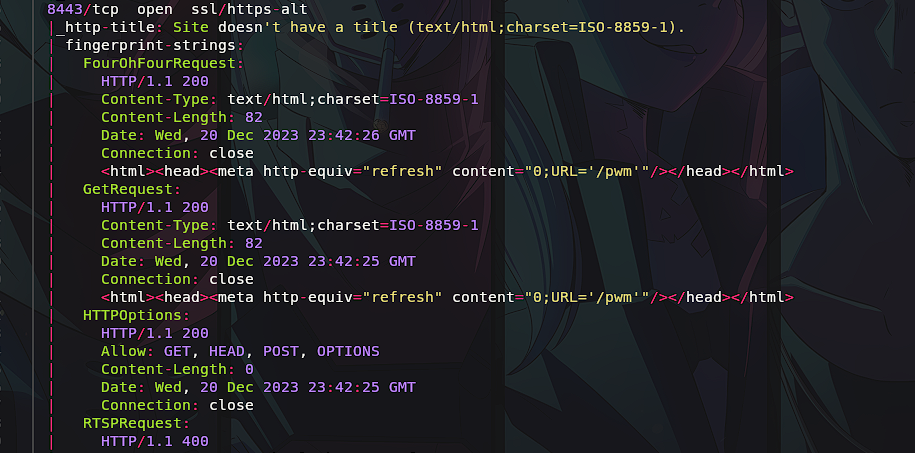 8443/tcp  open  ssl/https-alt
|_http-title: Site doesn't have a title (text/html;charset=ISO-8859-1).
| fingerprint-strings:
|   FourOhFourRequest:
|     HTTP/1.1 200
|     Content-Type: text/html;charset=ISO-8859-1
|     Content-Length: 82
|     Date: Wed, 20 Dec 2023 23:42:26 GMT
|     Connection: close
|     <html><head><meta http-equiv="refresh" content="0;URL='/pwm'"/></head></html>
|   GetRequest:
|     HTTP/1.1 200
|     Content-Type: text/html;charset=ISO-8859-1
|     Content-Length: 82
|     Date: Wed, 20 Dec 2023 23:42:25 GMT
|     Connection: close
|     <html><head><meta http-equiv="refresh" content="0;URL='/pwm'"/></head></html>
|   HTTPOptions:
|     HTTP/1.1 200
|     Allow: GET, HEAD, POST, OPTIONS
|     Content-Length: 0
|     Date: Wed, 20 Dec 2023 23:42:25 GMT
|     Connection: close
|   RTSPRequest:
|     HTTP/1.1 400